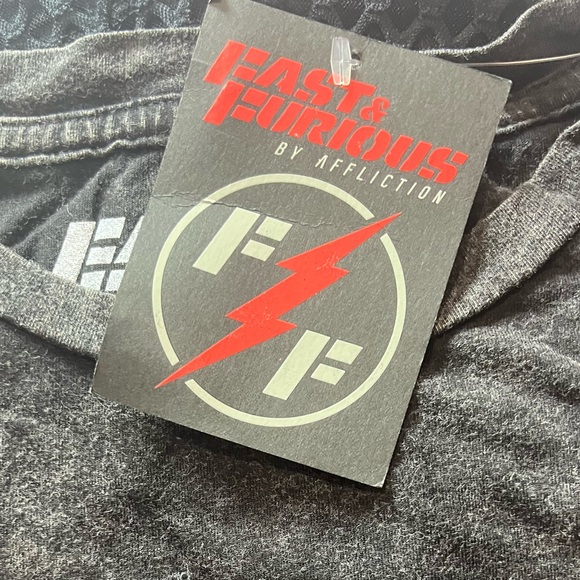 FAST &
FURIOUS
BY AFFLICTION
F
F